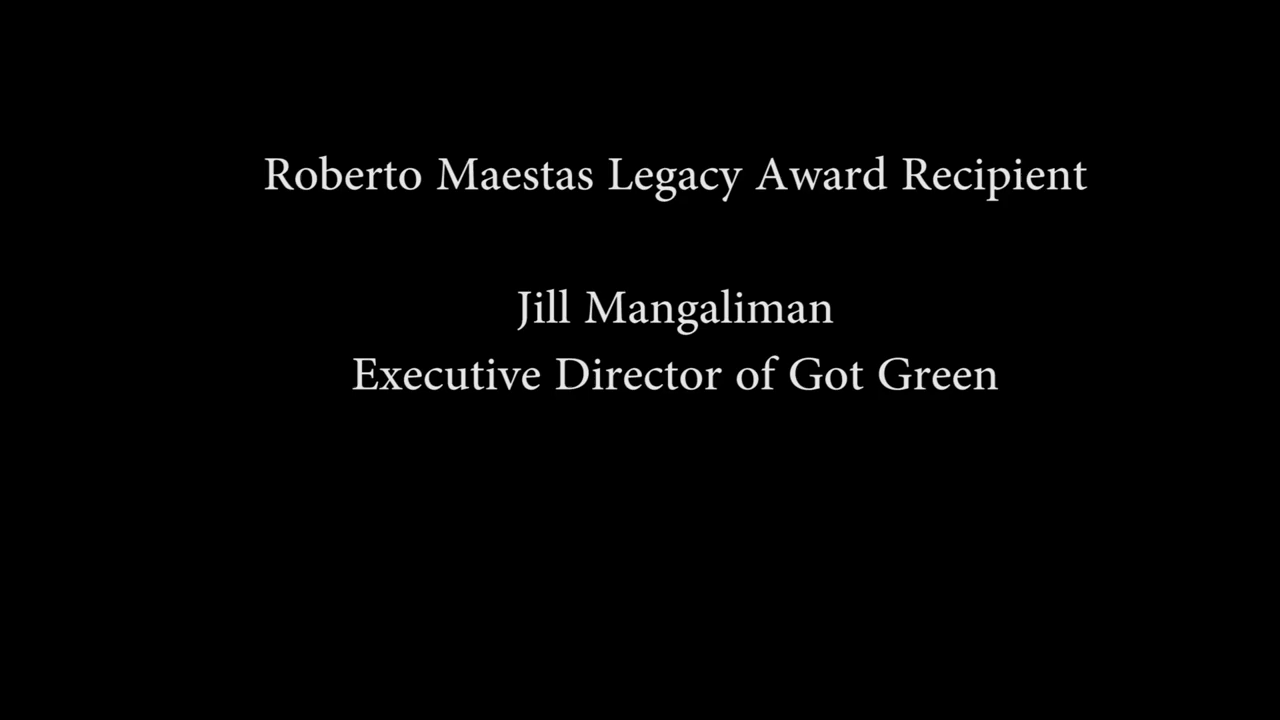 Roberto Maestas Legacy Award Recipient
Jill Mangaliman
Executive Director of Got Green